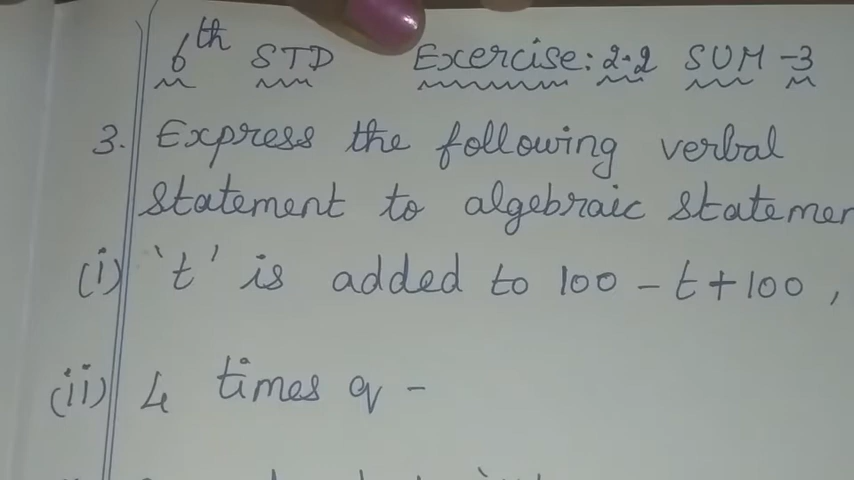 6th STD Exercise: 2.2 SUM -3
3. Express the following verbal
statement to algebraic statemen
(i) 't' is added to 100 - t+100,
(ii) 4 times q -